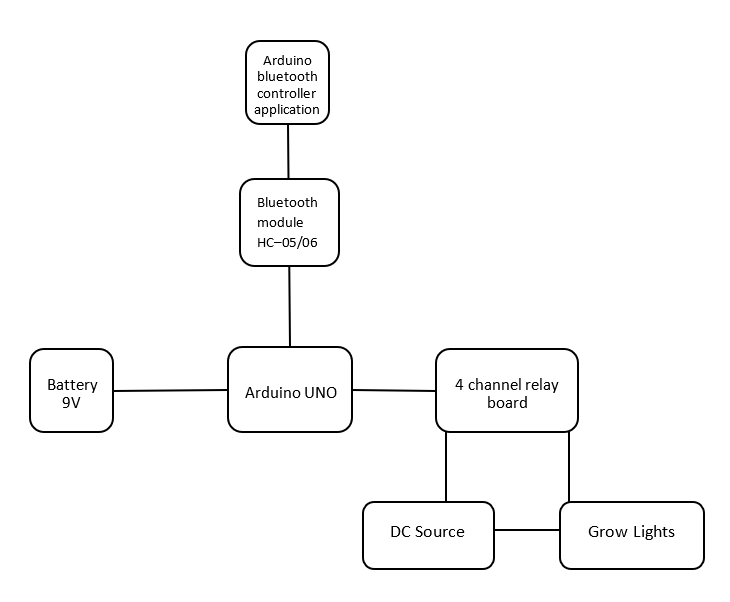 Arduino
bluetooth
controller
application
Bluetooth
module
HC–05/06
Battery
9V
Arduino UNO
4 channel relay
board
DC Source
Grow Lights